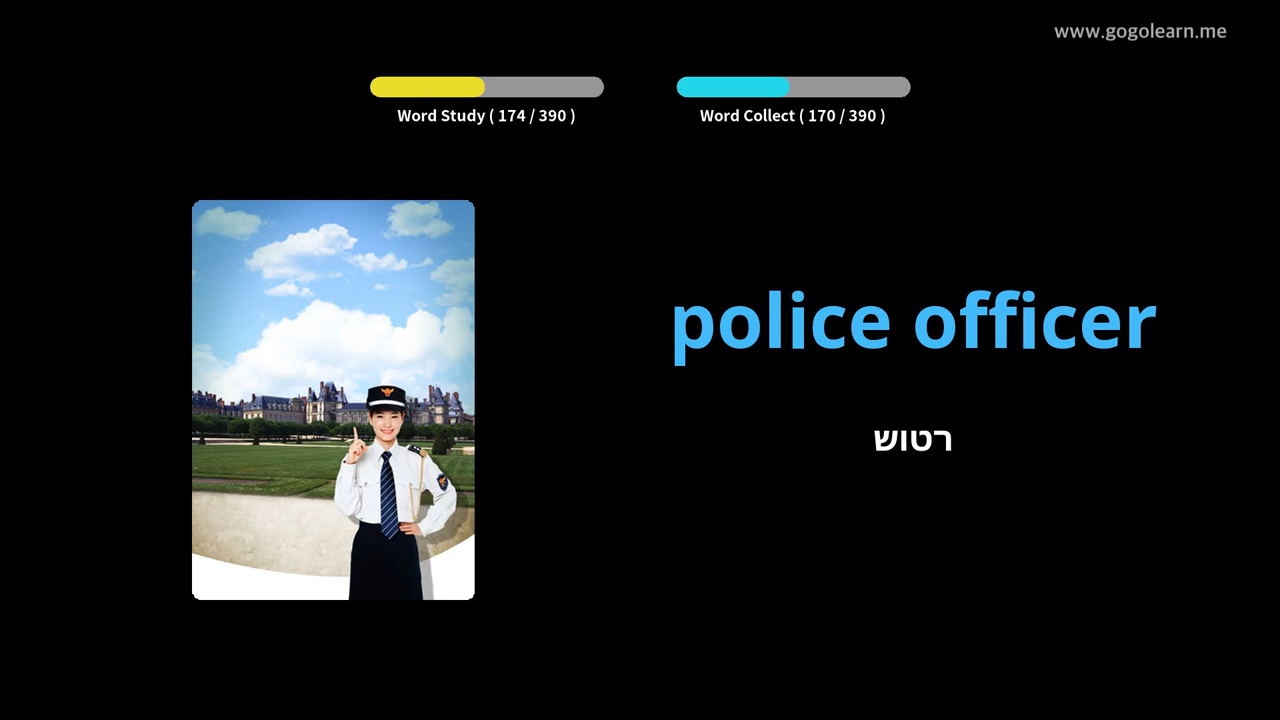 www.gogolearn.me
Word Study ( 174 / 390 )
Word Collect ( 170 / 390 )
police officer
רטוש